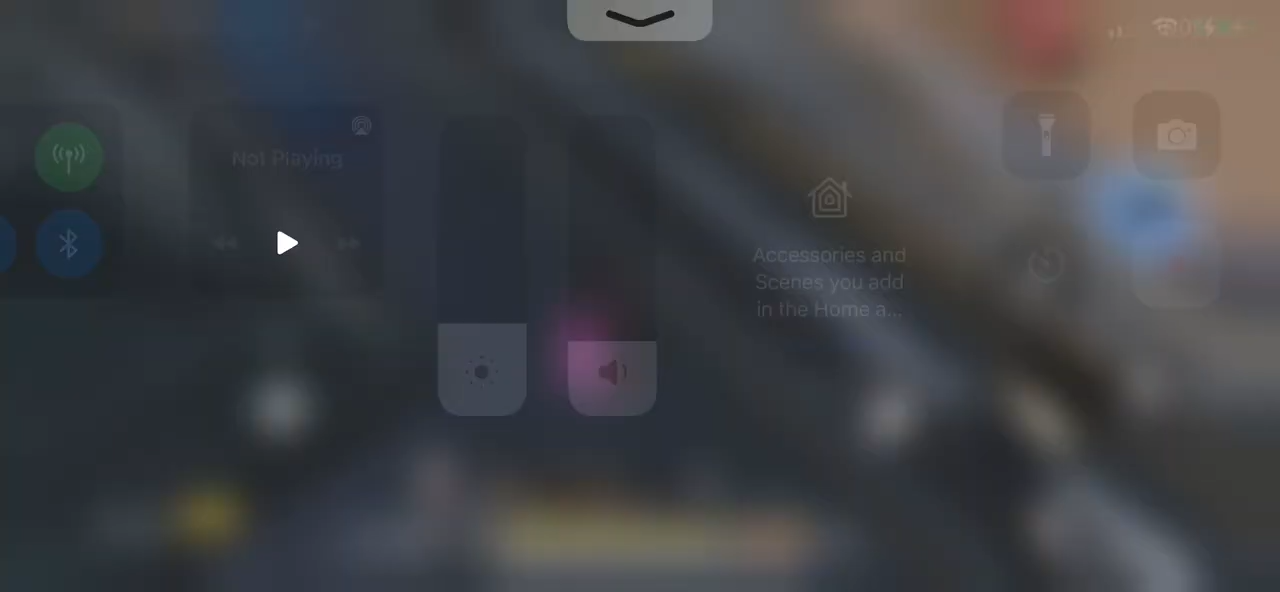 Not Playing
Accessories and
Scenes you add
in the Home a...